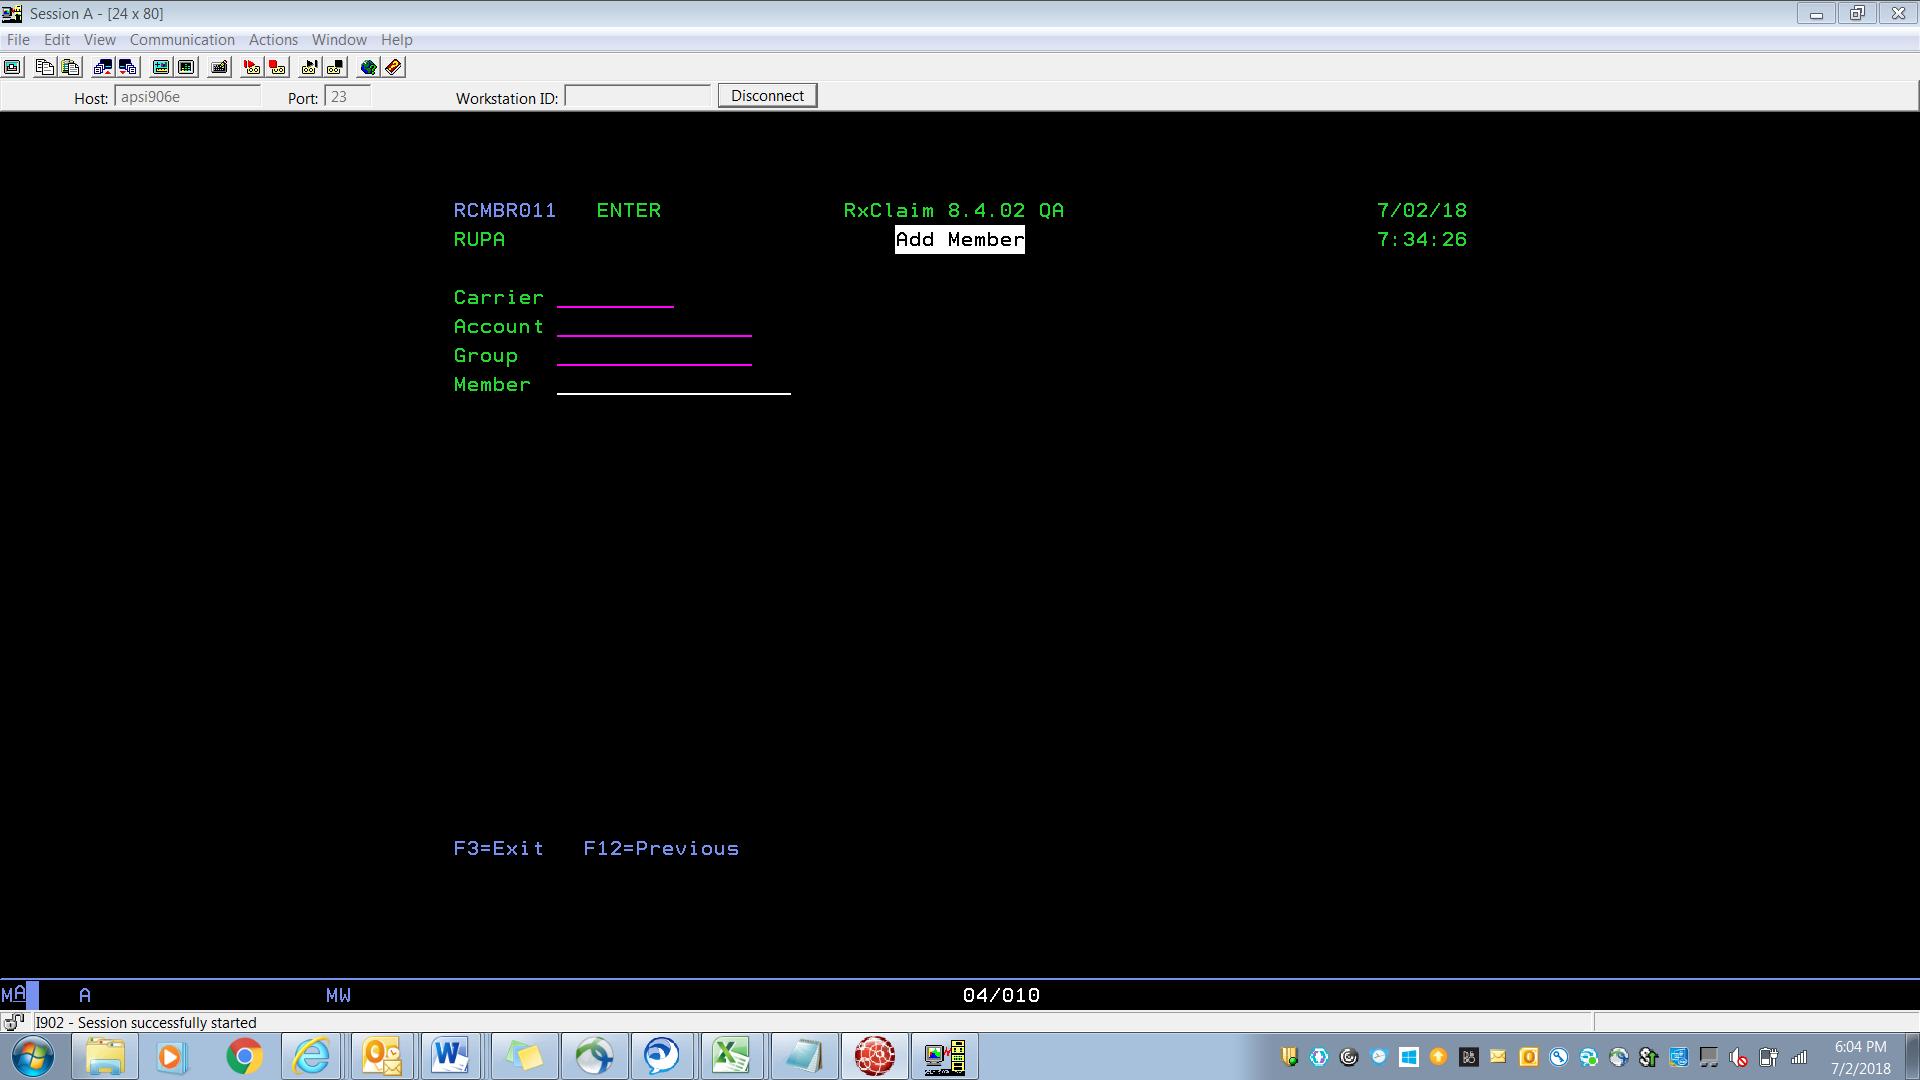 Session A - [24 x 80]
File Edit View Communication Actions Window Help
Host: apsi906e Port: 23 Workstation ID: Disconnect
RCMBR011 ENTER RxClaim 8.4.02 QA 7/02/18
RUPA Add Member 7:34:26
Carrier
Account
Group
Member
F3=Exit F12=Previous
MA A MW 04/010
I902 - Session successfully started
6:04 PM
7/2/2018